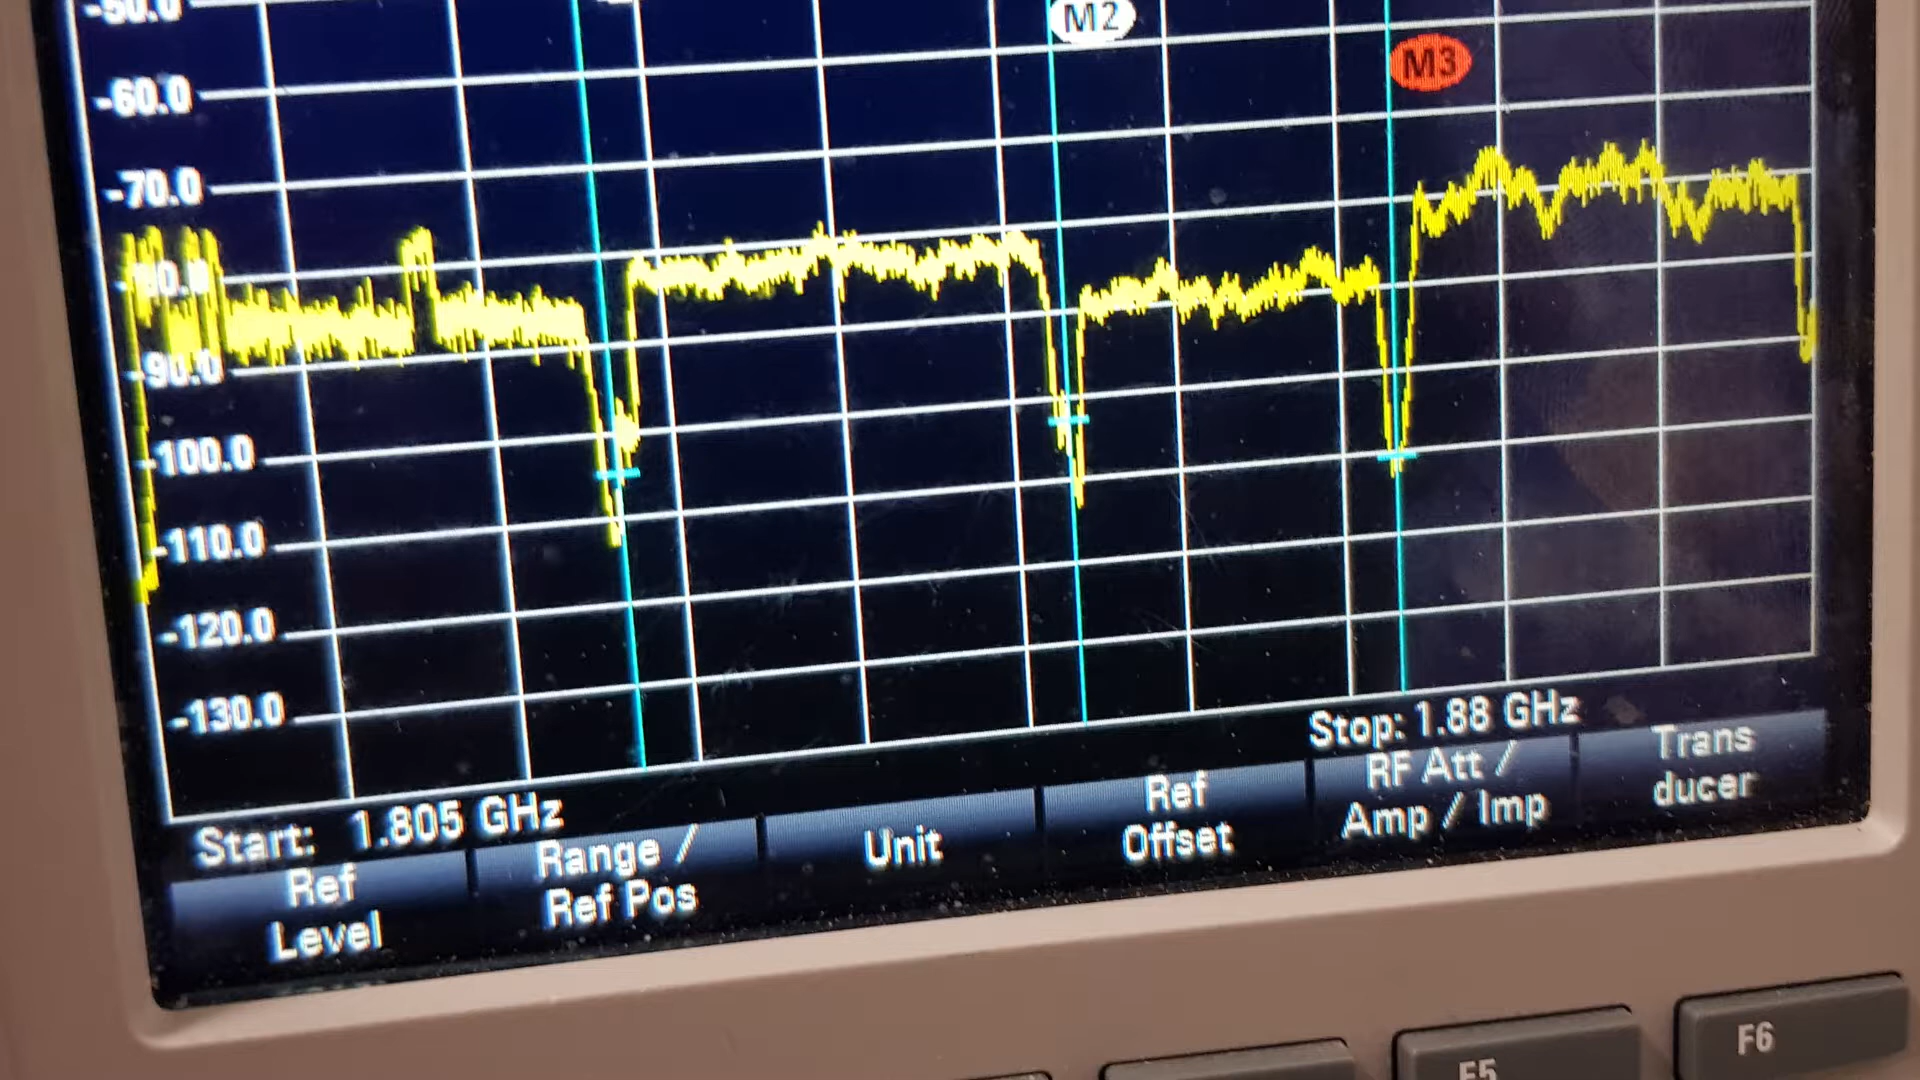 -50.0
M2
M3
-60.0
-70.0
-80.0
-90.0
-100.0
-110.0
-120.0
-130.0
Start: 1.805 GHz
Stop: 1.88 GHz
Ref
Level
Range /
Ref Pos
Unit
Ref
Offset
RF Att /
Amp / Imp
Trans
ducer
F5
F6